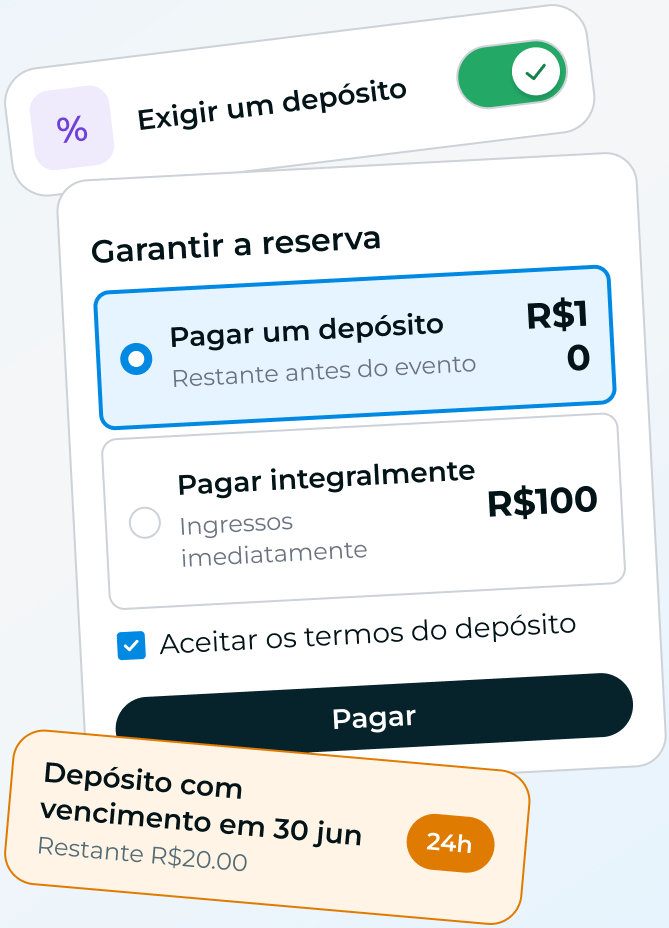 %
Exigir um depósito
Garantir a reserva
Pagar um depósito
Restante antes do evento
R$1
0
Pagar integralmente
Ingressos
imediatamente
R$100
Aceitar os termos do depósito
Pagar
Depósito com
vencimento em 30 jun
Restante R$20.00
24h